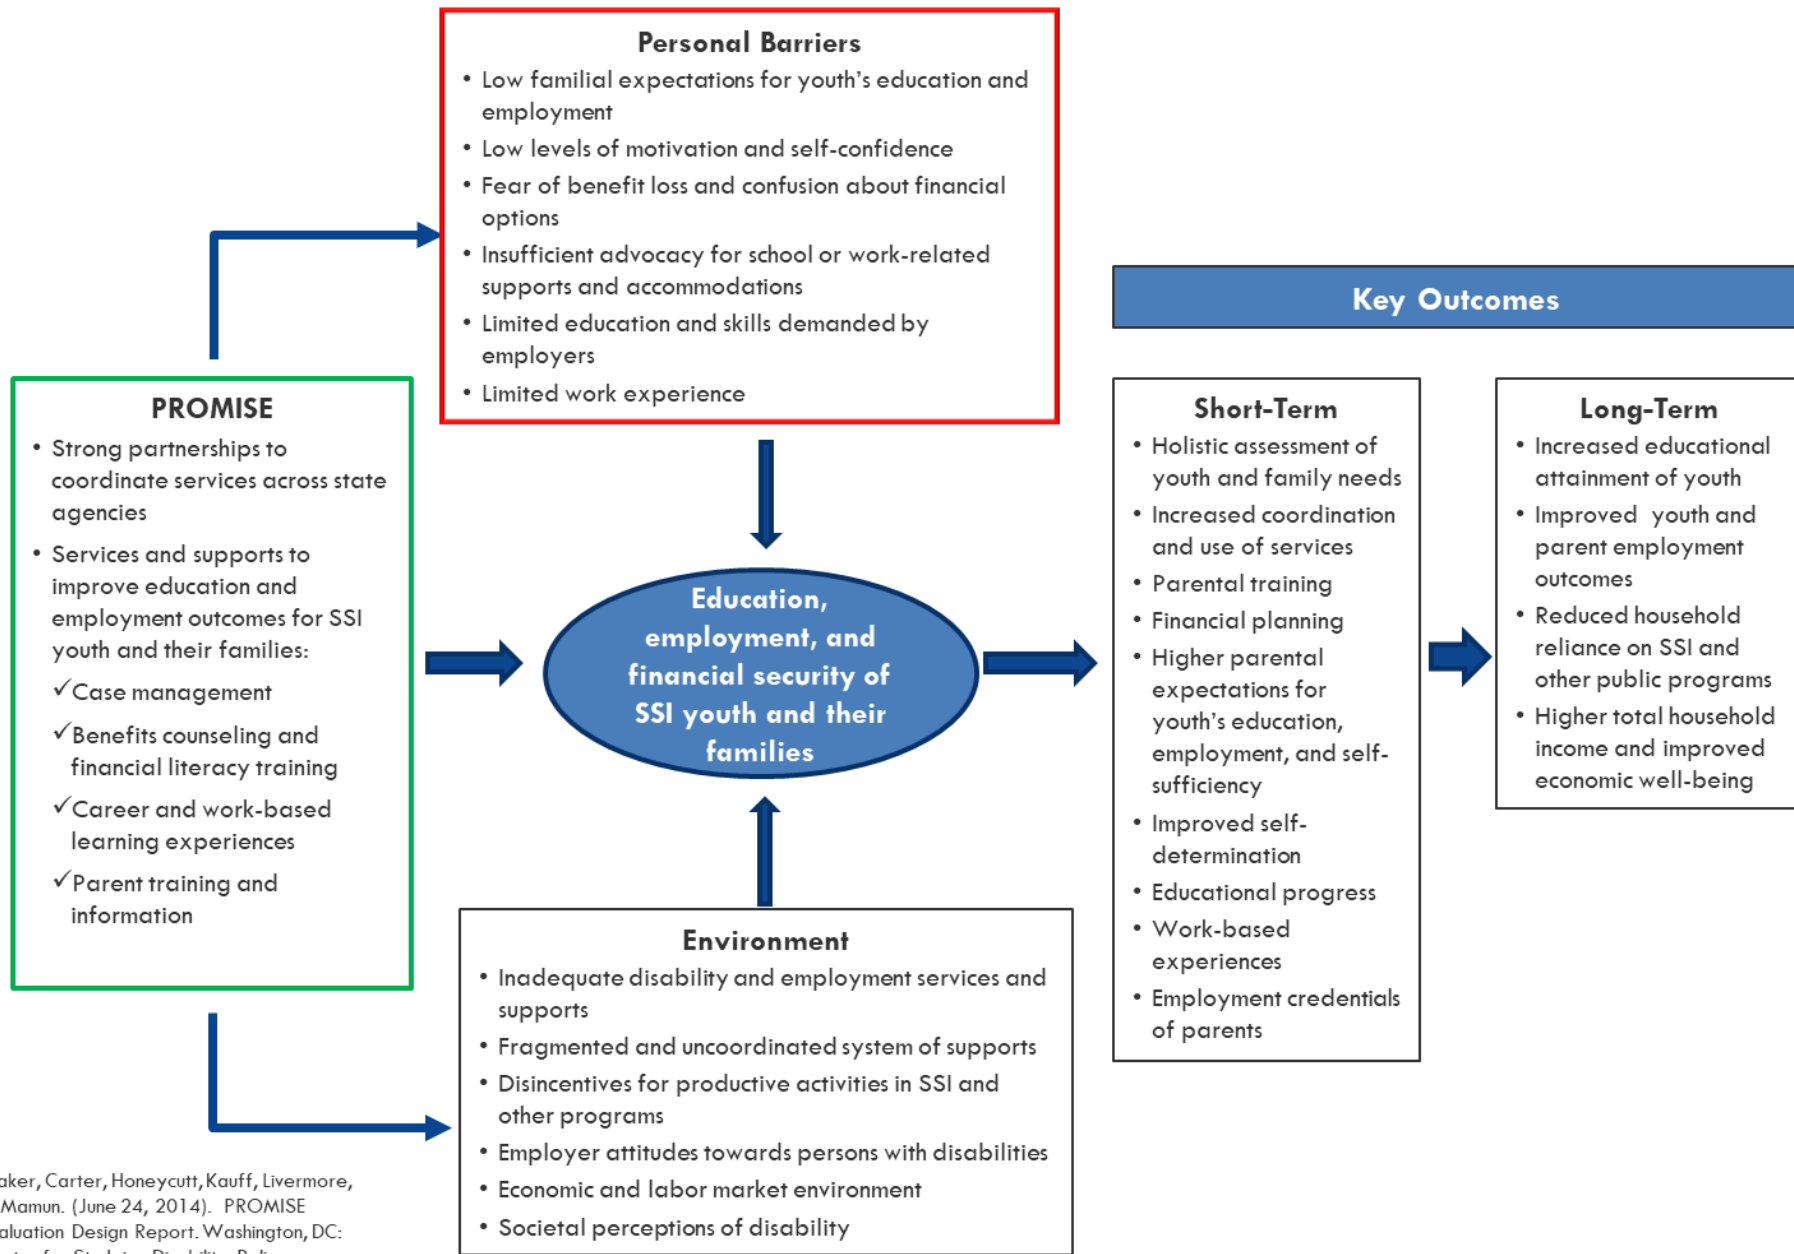 Personal Barriers
• Low familial expectations for youth's education and
employment
• Low levels of motivation and self-confidence
• Fear of benefit loss and confusion about financial
options
• Insufficient advocacy for school or work-related
supports and accommodations
• Limited education and skills demanded by
employers
• Limited work experience
PROMISE
• Strong partnerships to
coordinate services across state
agencies
• Services and supports to
improve education and
employment outcomes for SSI
youth and their families:
✓Case management
✓Benefits counseling and
financial literacy training
✓Career and work-based
learning experiences
✓Parent training and
information
Education,
employment, and
financial security of
SSI youth and their
families
Environment
• Inadequate disability and employment services and
supports
• Fragmented and uncoordinated system of supports
• Disincentives for productive activities in SSI and
other programs
• Employer attitudes towards persons with disabilities
• Economic and labor market environment
• Societal perceptions of disability
Key Outcomes
Short-Term
• Holistic assessment of
youth and family needs
• Increased coordination
and use of services
• Parental training
• Financial planning
• Higher parental
expectations for
youth's education,
employment, and self-
sufficiency
• Improved self-
determination
• Educational progress
• Work-based
experiences
• Employment credentials
of parents
Long-Term
• Increased educational
attainment of youth
• Improved youth and
parent employment
outcomes
• Reduced household
reliance on SSI and
other public programs
• Higher total household
income and improved
economic well-being
aker, Carter, Honeycutt, Kauff, Livermore,
Mamun. (June 24, 2014). PROMISE
aluation Design Report. Washington, DC: